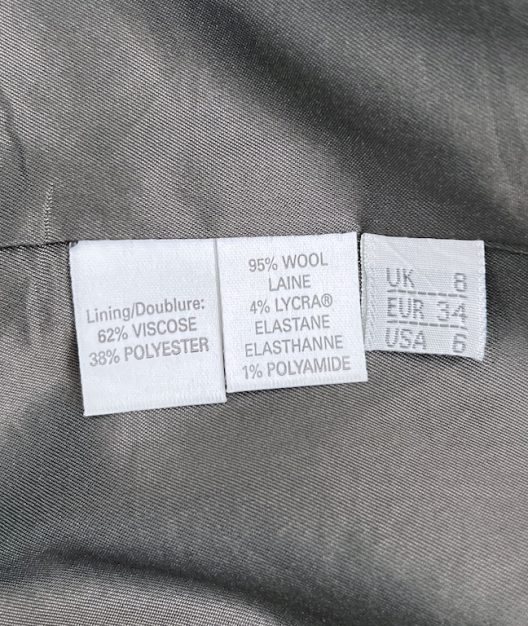 Lining/Doublure:
62% VISCOSE
38% POLYESTER
95% WOOL
LAINE
4% LYCRA®
ELASTANE
ELASTHANNE
1% POLYAMIDE
UK 8
EUR 34
USA 6